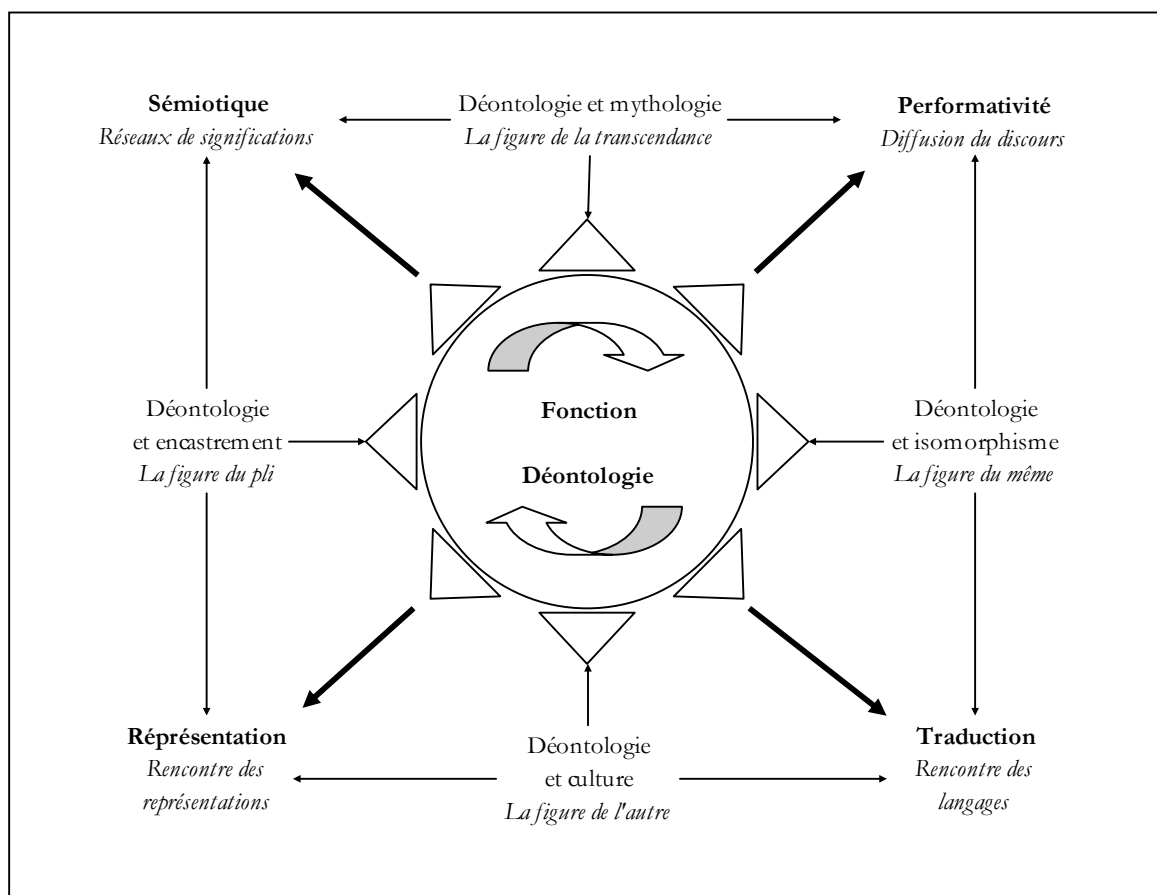 Sémiotique
Réseaux de significations
Déontologie et mythologie
La figure de la transcendance
Performativité
Diffusion du discours
Déontologie
et encastrement
La figure du pli
Fonction
Déontologie
Déontologie
et isomorphisme
La figure du même
Réprésentation
Rencontre des
représentations
Déontologie
et culture
La figure de l'autre
Traduction
Rencontre des
langages